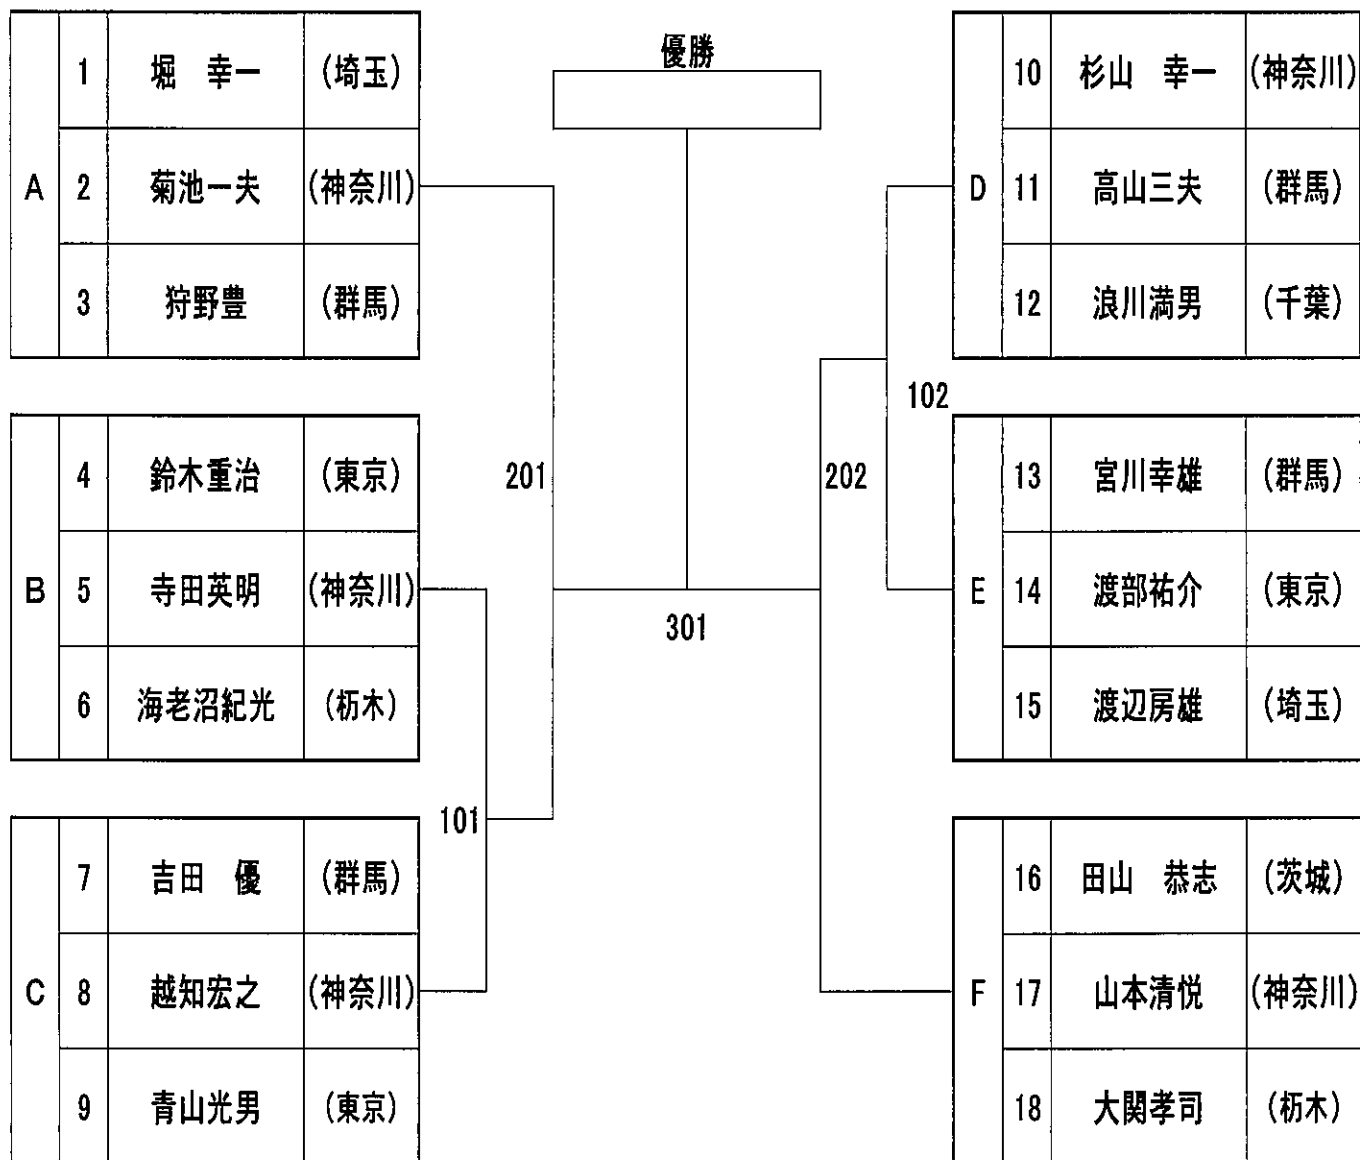 優勝
A
1 堀　幸一 (埼玉)
2 菊池一夫 (神奈川)
3 狩野豊 (群馬)
B
4 鈴木重治 (東京)
5 寺田英明 (神奈川)
6 海老沼紀光 (栃木)
C
7 吉田　優 (群馬)
8 越知宏之 (神奈川)
9 青山光男 (東京)
201
101
301
202
102
D
10 杉山　幸一 (神奈川)
11 高山三夫 (群馬)
12 浪川満男 (千葉)
E
13 宮川幸雄 (群馬)
14 渡部祐介 (東京)
15 渡辺房雄 (埼玉)
F
16 田山　恭志 (茨城)
17 山本清悦 (神奈川)
18 大関孝司 (栃木)